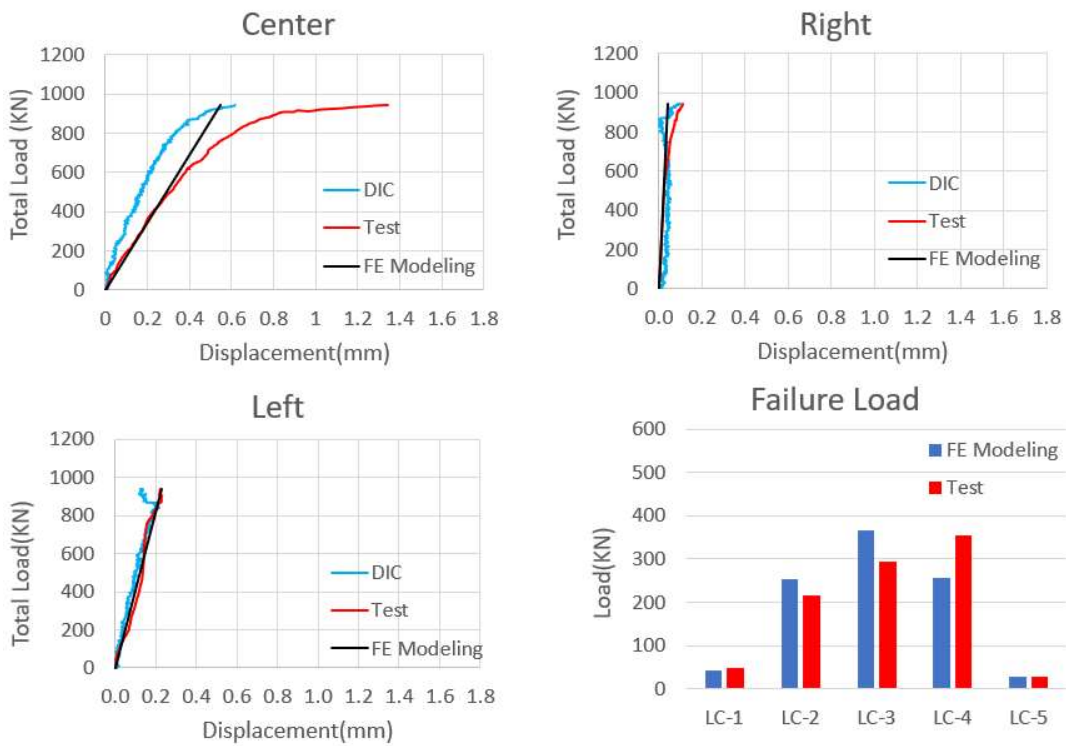 Center
1200
1000
800
600
400
200
0
Total Load (KN)
DIC
Test
FE Modeling
0 0.2 0.4 0.6 0.8 1 1.2 1.4 1.6 1.8
Displacement(mm)
Right
1200
1000
800
600
400
200
0
Total Load (KN)
DIC
Test
FE Modeling
0.0 0.2 0.4 0.6 0.8 1.0 1.2 1.4 1.6 1.8
Displacement(mm)
Left
1200
1000
800
600
400
200
0
Total Load(KN)
DIC
Test
FE Modeling
0.0 0.2 0.4 0.6 0.8 1.0 1.2 1.4 1.6 1.8
Displacement(mm)
Failure Load
600
500
400
300
200
100
0
Load(KN)
FE Modeling
Test
LC-1 LC-2 LC-3 LC-4 LC-5